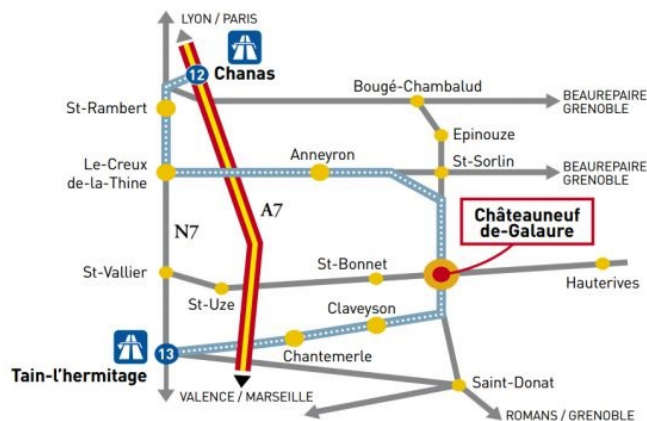 LYON / PARIS
12
Chanas
Bougé-Chambalud
BEAUREPAIRE
GRENOBLE
St-Rambert
Epinouze
Le-Creux
de-la-Thine
Anneyron
St-Sorlin
BEAUREPAIRE
GRENOBLE
N7
A7
Châteauneuf
de-Galaure
St-Vallier
St-Uze
St-Bonnet
Hauterives
Claveyson
Chantemerle
13
Tain-l'hermitage
VALENCE / MARSEILLE
Saint-Donat
ROMANS / GRENOBLE